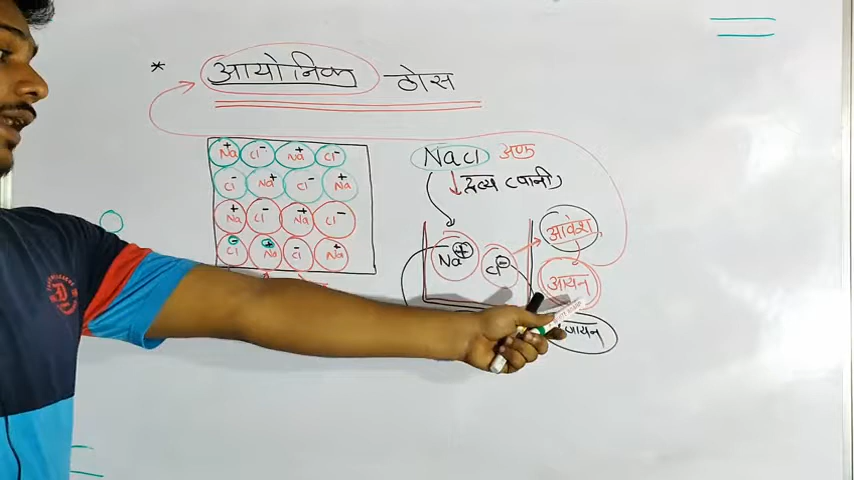 * आयोनिक ठोस
Na+ Cl- Na+ Cl-
Cl- Na+ Cl- Na+
Na+ Cl- Na+ Cl-
Cl- Na+ Cl- Na+
NaCl अणु
द्रव्य (पानी)
Na+ Cl-
आवेश
आयन